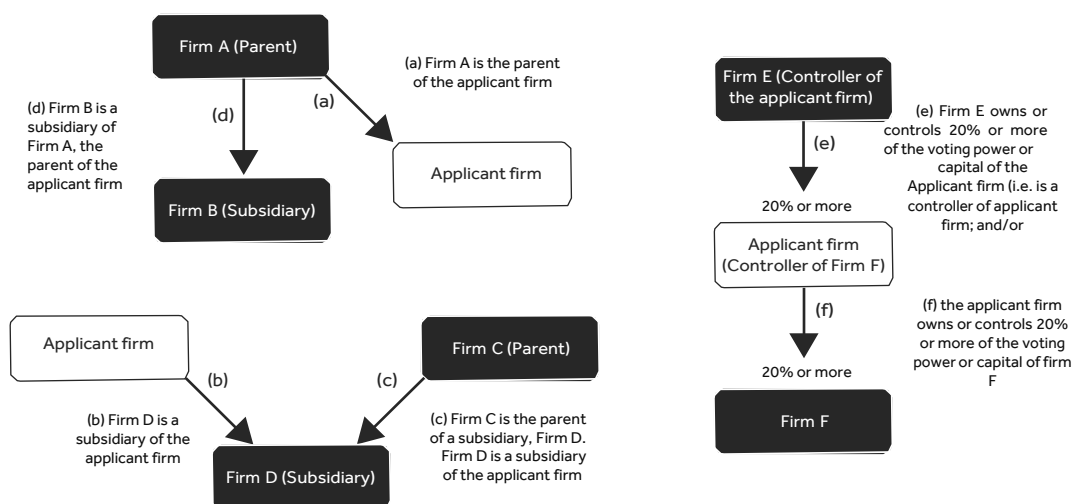 Firm A (Parent)
(a) Firm A is the parent
of the applicant firm
(a)
(d)
(d) Firm B is a
subsidiary of
Firm A, the
parent of the
applicant firm
Applicant firm
Firm B (Subsidiary)
Applicant firm
Firm C (Parent)
(b)
(c)
(b) Firm D is a
subsidiary of the
applicant firm
(c) Firm C is the parent
of a subsidiary, Firm D.
Firm D is a subsidiary
of the applicant firm
Firm D (Subsidiary)
Firm E (Controller of
the applicant firm)
(e)
(e) Firm E owns or
controls 20% or more
of the voting power or
capital of the
Applicant firm (i.e. is a
controller of applicant
firm; and/or
20% or more
Applicant firm
(Controller of Firm F)
(f)
(f) the applicant firm
owns or controls 20%
or more of the voting
power or capital of firm
F
20% or more
Firm F